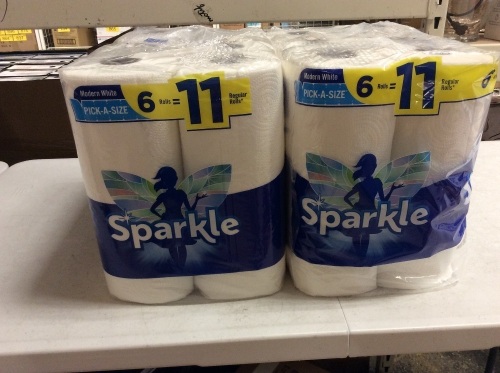 Modern White
PICK-A-SIZE
6 Rolls = 11 Regular Rolls*
Sparkle
Modern White
PICK-A-SIZE
6 Rolls = 11 Regular Rolls*
6
Sparkle